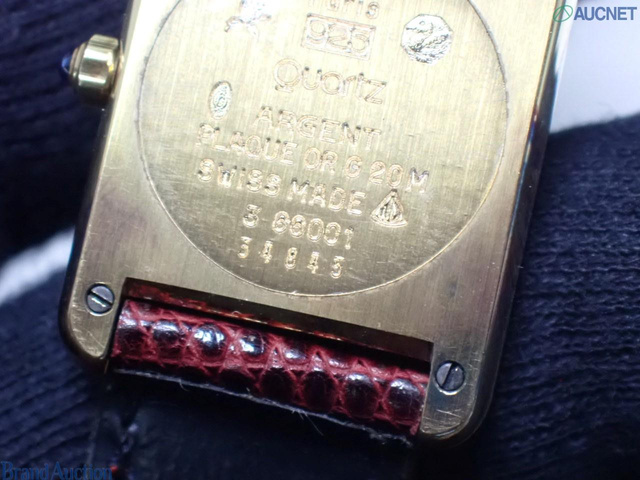 AUCNET
925
quartz
ARGENT
PLAQUE OR G 20M
SWISS MADE
3 66001
34843
Brand Auction